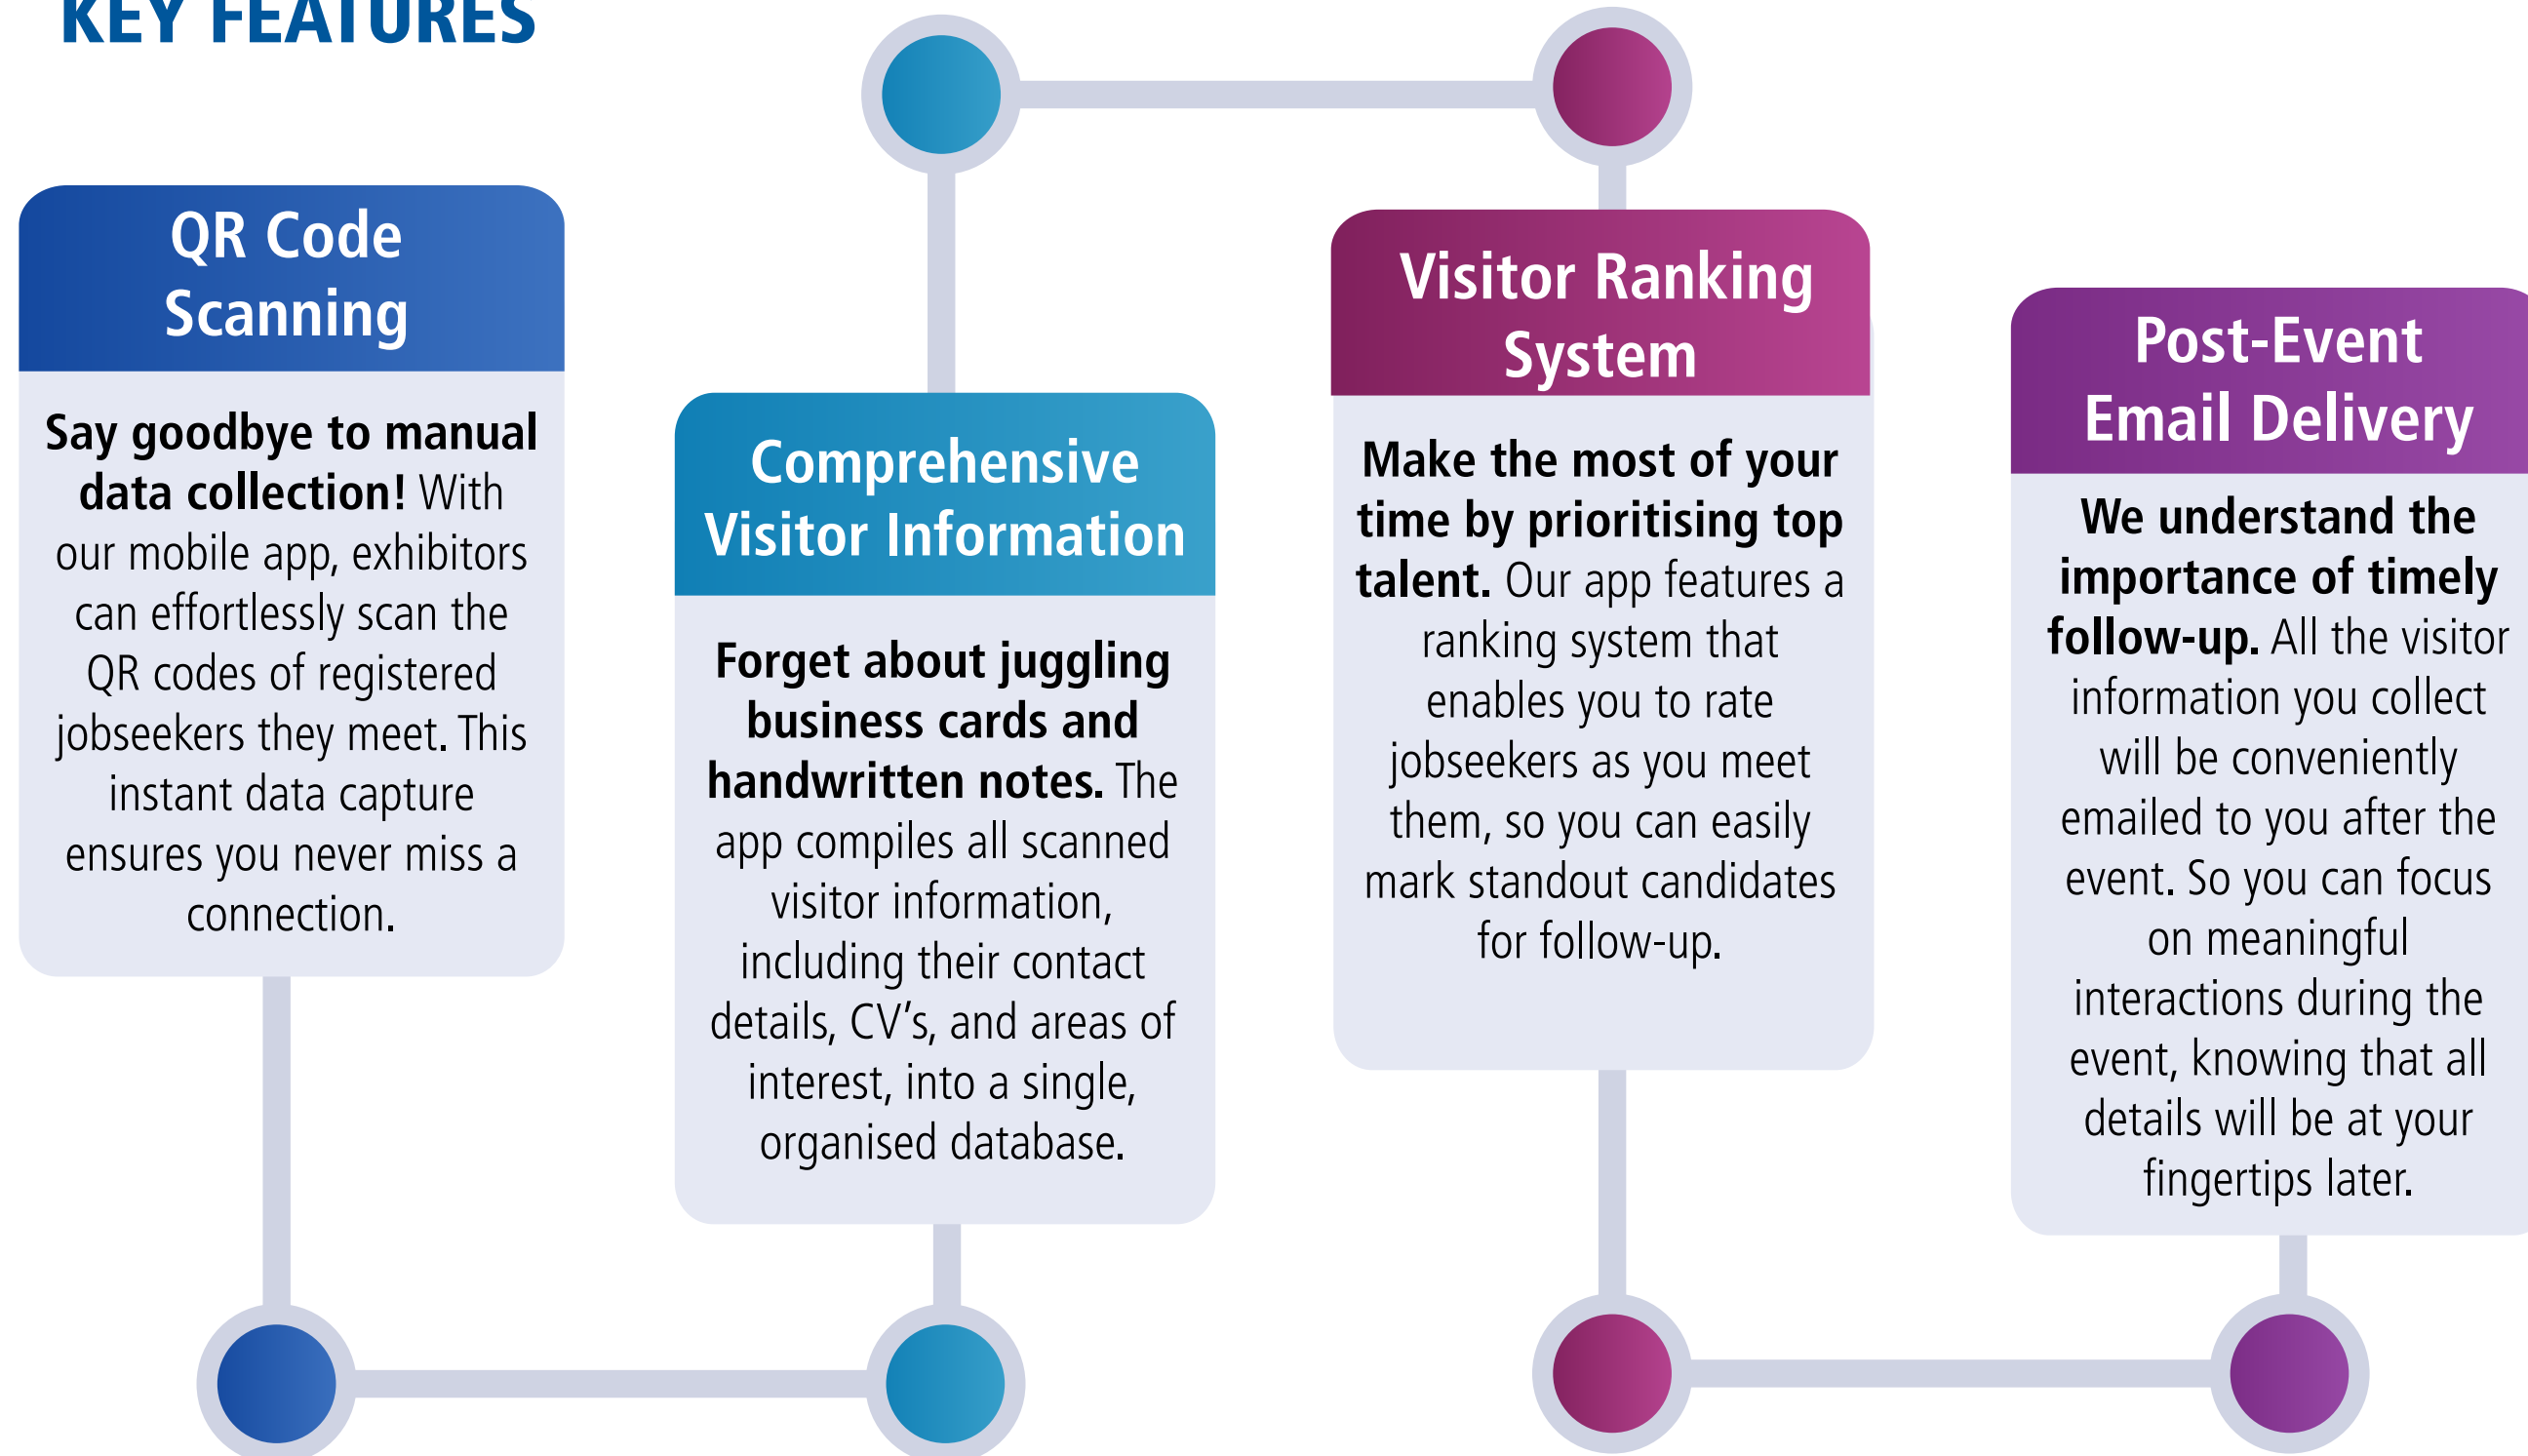 KEY FEATURES
QR Code
Scanning
Say goodbye to manual
data collection! With
our mobile app, exhibitors
can effortlessly scan the
QR codes of registered
jobseekers they meet. This
instant data capture
ensures you never miss a
connection.
Comprehensive
Visitor Information
Forget about juggling
business cards and
handwritten notes. The
app compiles all scanned
visitor information,
including their contact
details, CV’s, and areas of
interest, into a single,
organised database.
Visitor Ranking
System
Make the most of your
time by prioritising top
talent. Our app features a
ranking system that
enables you to rate
jobseekers as you meet
them, so you can easily
mark standout candidates
for follow-up.
Post-Event
Email Delivery
We understand the
importance of timely
follow-up. All the visitor
information you collect
will be conveniently
emailed to you after the
event. So you can focus
on meaningful
interactions during the
event, knowing that all
details will be at your
fingertips later.